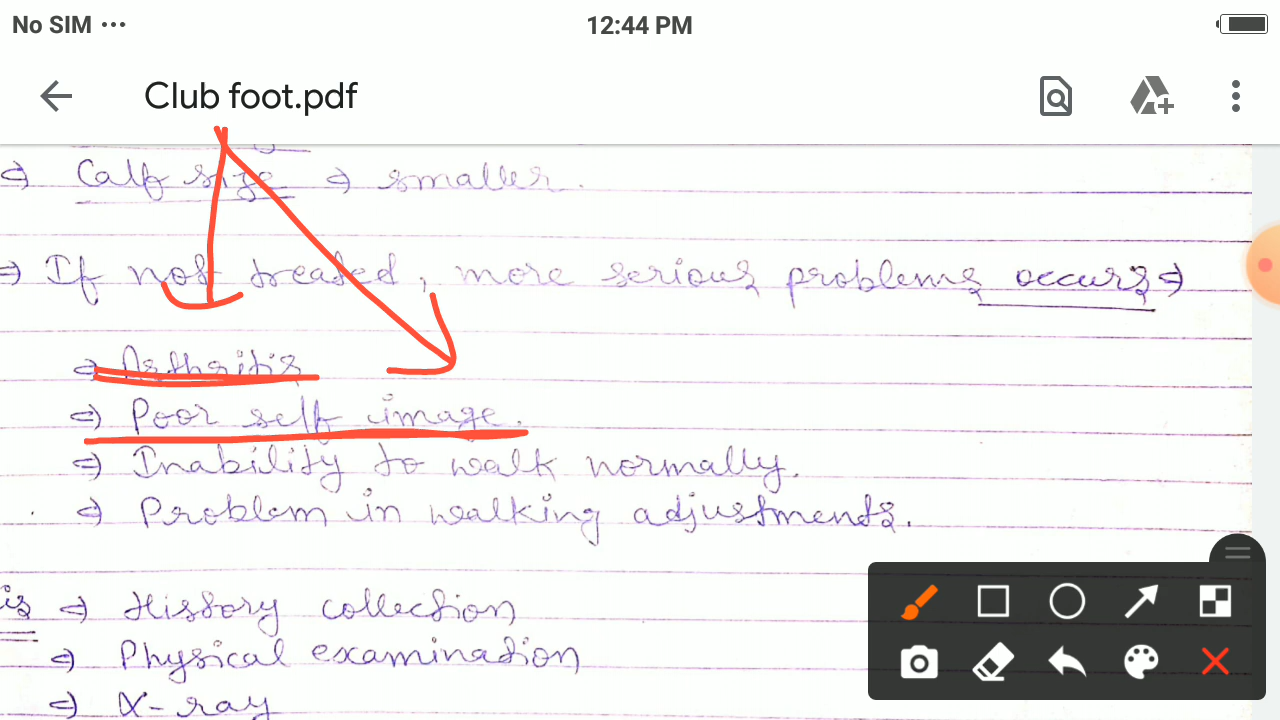 No SIM ...
12:44 PM
Club foot.pdf
⇒ Calf size ⇒ smaller.
⇒ If not treated, more serious problems occurs ⇒
⇒ Arthritis
⇒ Poor self image.
⇒ Inability to walk normally.
⇒ Problem in walking adjustments.
is ⇒ History collection
⇒ Physical examination
⇒ X-ray